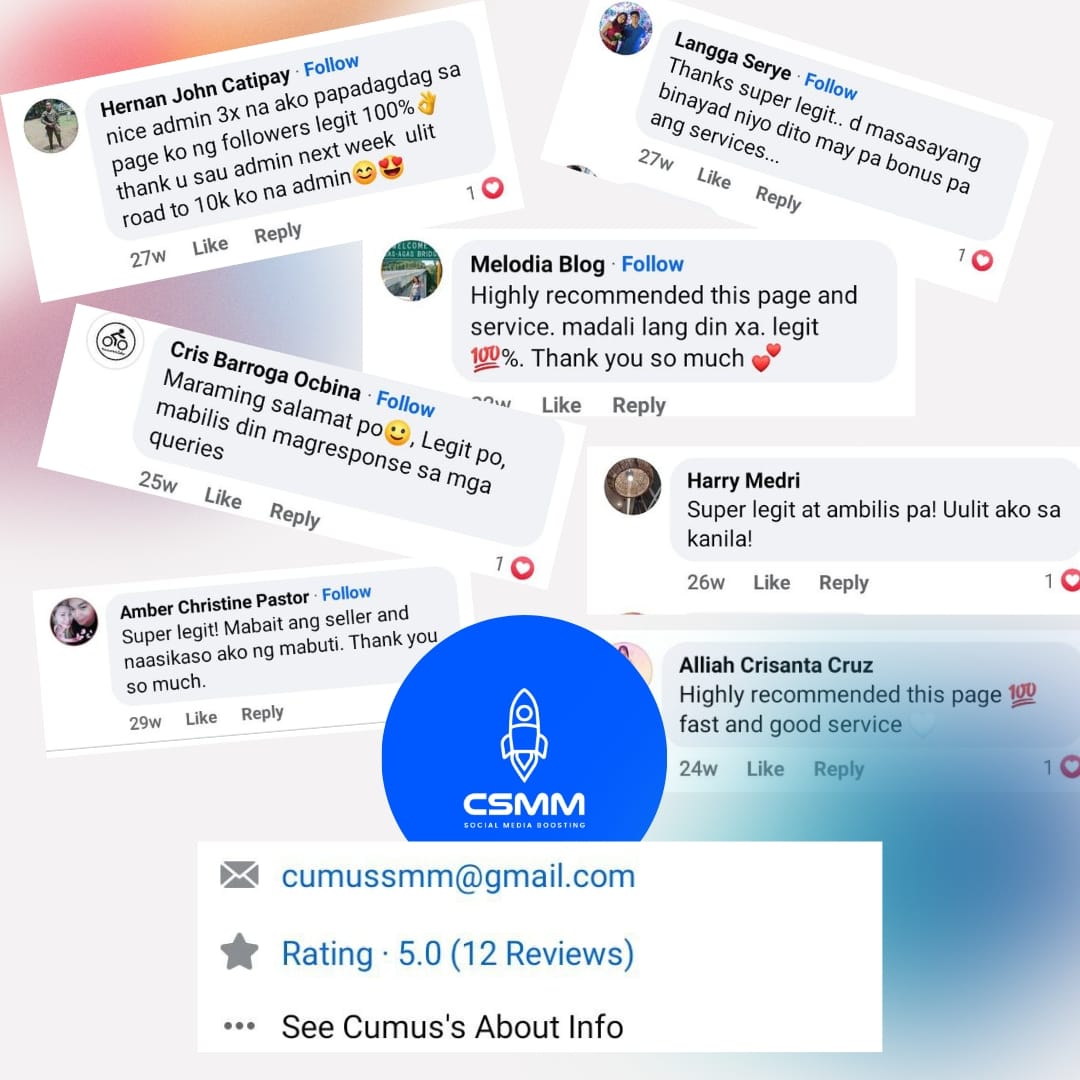 Hernan John Catipay · Follow
nice admin 3x na ako papadagdag sa
page ko ng followers legit 100%👌
thank u sau admin next week ulit
road to 10k ko na admin😊😍
27w Like Reply 1
Langga Serye · Follow
Thanks super legit.. d masasayang
binayad niyo dito may pa bonus pa
ang services...
27w Like Reply 1
WELCOME
Melodia Blog · Follow
Highly recommended this page and
service. madali lang din xa. legit
💯%. Thank you so much 💕
Like Reply
Cris Barroga Ocbina · Follow
Maraming salamat po🙂, Legit po,
mabilis din magresponse sa mga
queries
25w Like Reply 1
Harry Medri
Super legit at ambilis pa! Uulit ako sa
kanila!
26w Like Reply 1
Amber Christine Pastor · Follow
Super legit! Mabait ang seller and
naasikaso ako ng mabuti. Thank you
so much.
29w Like Reply
Alliah Crisanta Cruz
Highly recommended this page 💯
fast and good service 🤍
24w Like Reply 1
CSMM
SOCIAL MEDIA BOOSTING
cumussmm@gmail.com
Rating · 5.0 (12 Reviews)
••• See Cumus's About Info